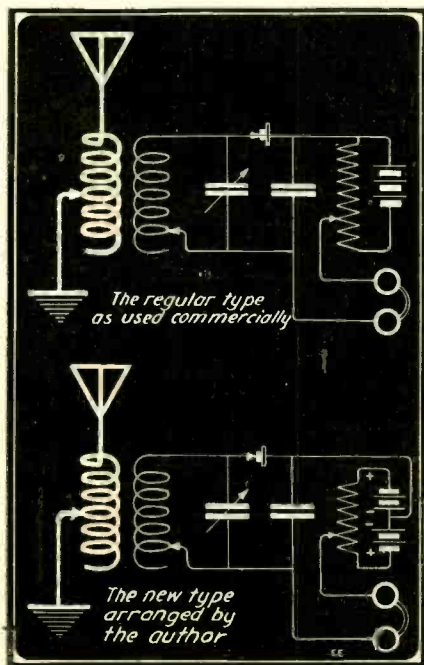 The regular type
as used commercially
+
-
-
+
The new type
arranged by
the author